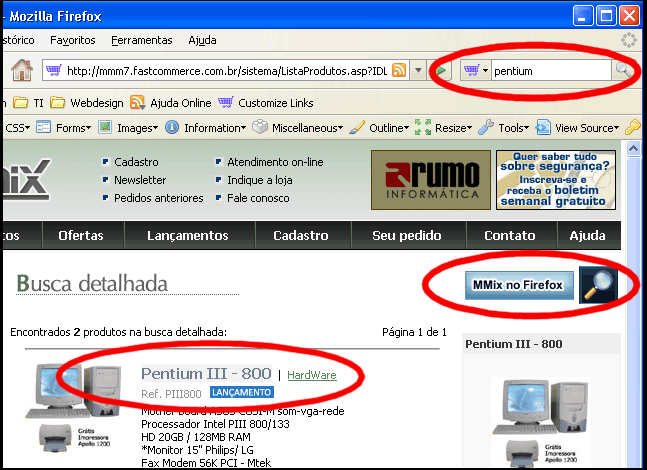 - Mozilla Firefox
stórico Favoritos Ferramentas Ajuda
http://mmm7.fastcommerce.com.br/sistema/ListaProdutos.asp?IDL
pentium
TI Webdesign Ajuda Online Customize Links
CSS Forms Images Information Miscellaneous Outline Resize Tools View Source
Cadastro
Newsletter
Pedidos anteriores
Atendimento on-line
Indique a loja
Fale conosco
RUMO
INFORMÁTICA
Quer saber tudo
sobre segurança?
Inscreva-se e
receba o boletim
semanal gratuito
tos Ofertas Lançamentos Cadastro Seu pedido Contato Ajuda
Busca detalhada
MMix no Firefox
Encontrados 2 produtos na busca detalhada: Página 1 de 1
Pentium III - 800 | HardWare
Ref. PIII800 LANÇAMENTO
Mother Board ASUS CUSI-M som-vga-rede
Processador Intel PIII 800/133
HD 20GB / 128MB RAM
*Monitor 15" Philips/ LG
Fax Modem 56K PCI - Mtek
Grátis
Impressora
Apollo 1200
Pentium III - 800
Grátis
Impressora
Apollo 1200